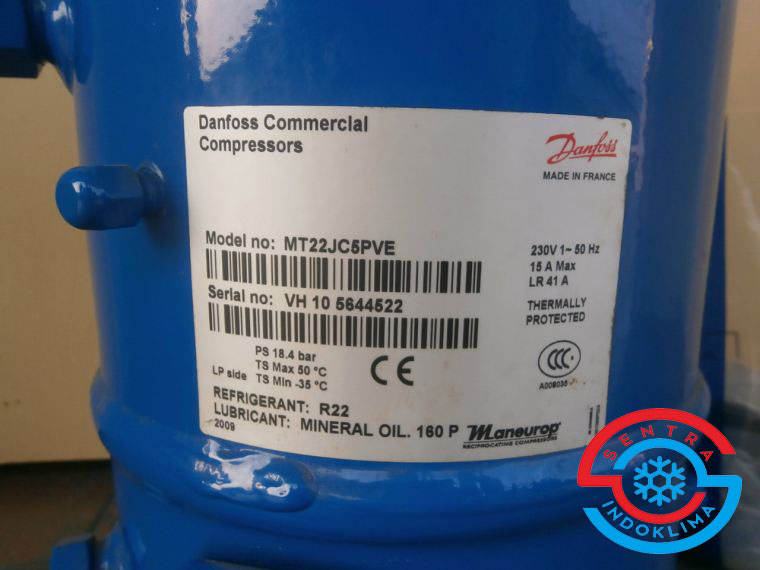 Danfoss Commercial
Compressors
Danfoss
MADE IN FRANCE
Model no: MT22JC5PVE
230V 1~ 50 Hz
15 A Max
LR 41 A
Serial no: VH 10 5644522
THERMALLY
PROTECTED
PS 18.4 bar
TS Max 50 °C
LP side TS Min -35 °C
CE
CCC
REFRIGERANT: R22
LUBRICANT: MINERAL OIL. 160 P
2009
Maneurop
RECIPROCATING COMPRESSORS
SENTRA
INDOKLIMA